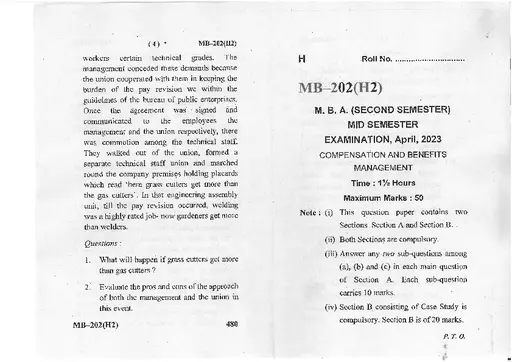 ( 4 ) MB-202(H2)
workers certain technical grades. The
management conceded these demands because
the union cooperated with them in keeping the
burden of the pay revision we within the
guidelines of the bureau of public enterprises.
Once the agreement was signed and
communicated to the employees the
management and the union respectively, there
was commotion among the technical staff.
They walked out of the union, formed a
separate technical staff union and marched
round the company premises holding placards
which read 'here grass cutters get more than
the gas cutters'. In that engineering assembly
unit, till the pay revision occurred, welding
was a highly rated job- now gardeners get more
than welders.
Questions :
1. What will happen if grass cutters get more
than gas cutters ?
2. Evaluate the pros and cons of the approach
of both the management and the union in
this event.
MB-202(H2) 480
H Roll No. ..............................
MB-202(H2)
M. B. A. (SECOND SEMESTER)
MID SEMESTER
EXAMINATION, April, 2023
COMPENSATION AND BENEFITS
MANAGEMENT
Time : 1½ Hours
Maximum Marks : 50
Note : (i) This question paper contains two
Sections Section A and Section B.
(ii) Both Sections are compulsory.
(iii) Answer any two sub-questions among
(a), (b) and (c) in each main question
of Section A. Each sub-question
carries 10 marks.
(iv) Section B consisting of Case Study is
compulsory. Section B is of 20 marks.
P. T. O.